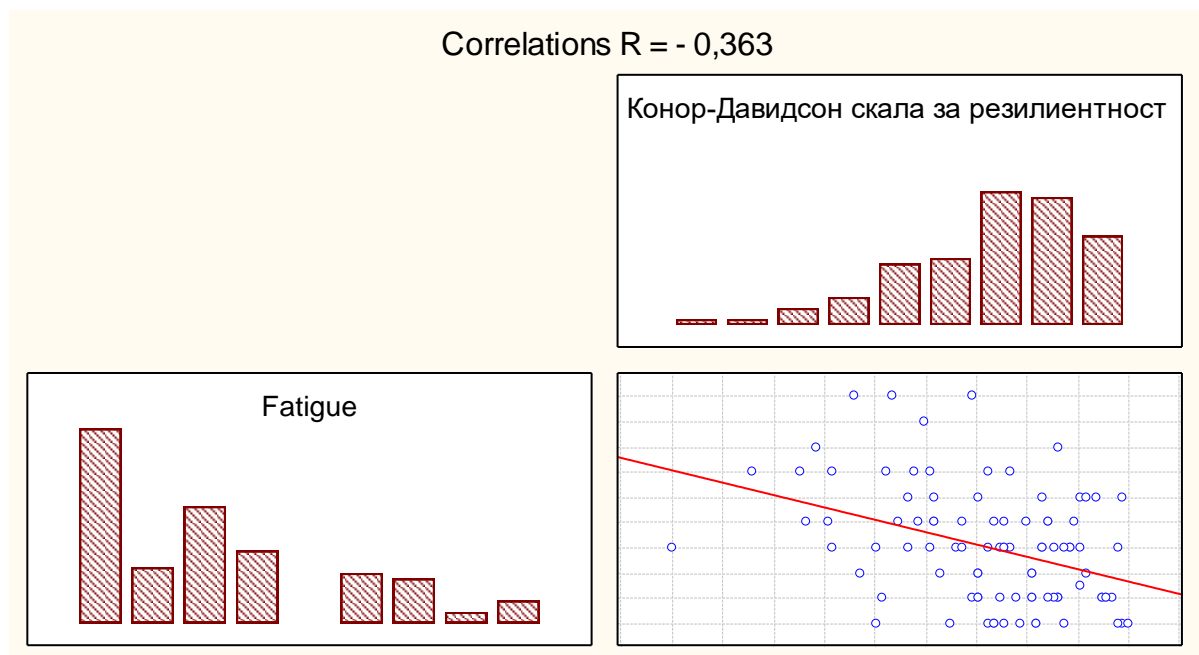 Correlations R = - 0,363
Конор-Давидсон скала за резилиентност
Fatigue